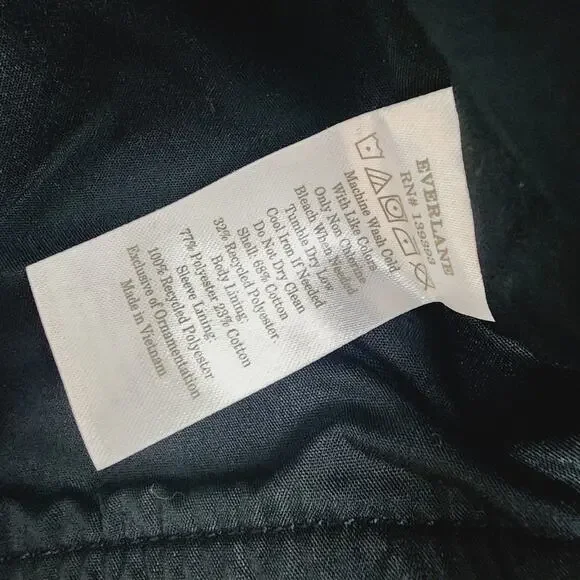 EVERLANE
RN# 139393
Machine Wash Cold
With Like Colors
Only Non Chlorine
Bleach When Needed
Tumble Dry Low
Cool Iron if Needed
Do Not Dry Clean
Shell: 68% Cotton
32% Recycled Polyester
Body Lining:
77% Polyester 23% Cotton
Sleeve Lining:
100% Recycled Polyester
Exclusive of Ornamentation
Made in Vietnam